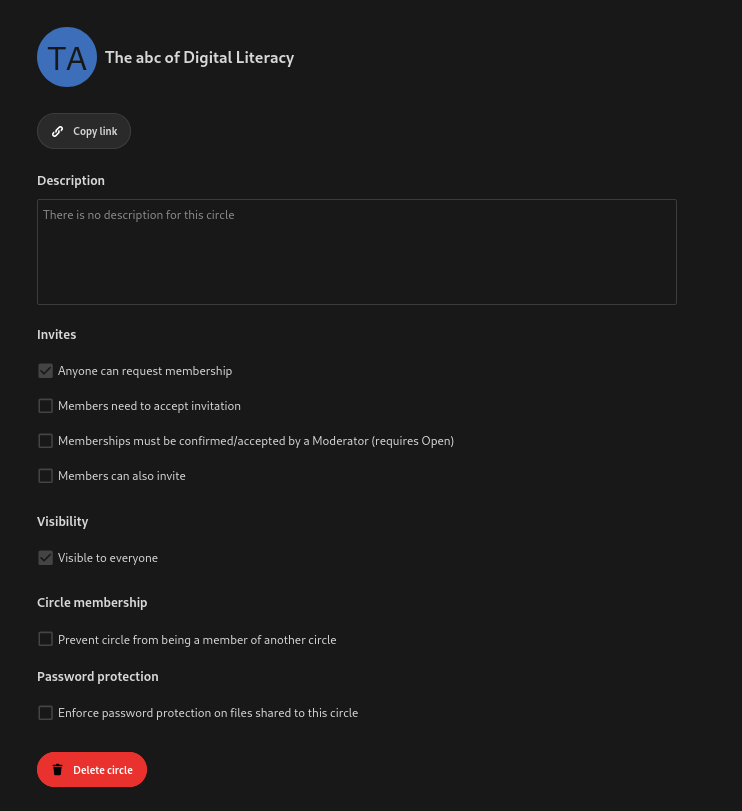 TA
The abc of Digital Literacy
Copy link
Description
There is no description for this circle
Invites
Anyone can request membership
Members need to accept invitation
Memberships must be confirmed/accepted by a Moderator (requires Open)
Members can also invite
Visibility
Visible to everyone
Circle membership
Prevent circle from being a member of another circle
Password protection
Enforce password protection on files shared to this circle
Delete circle